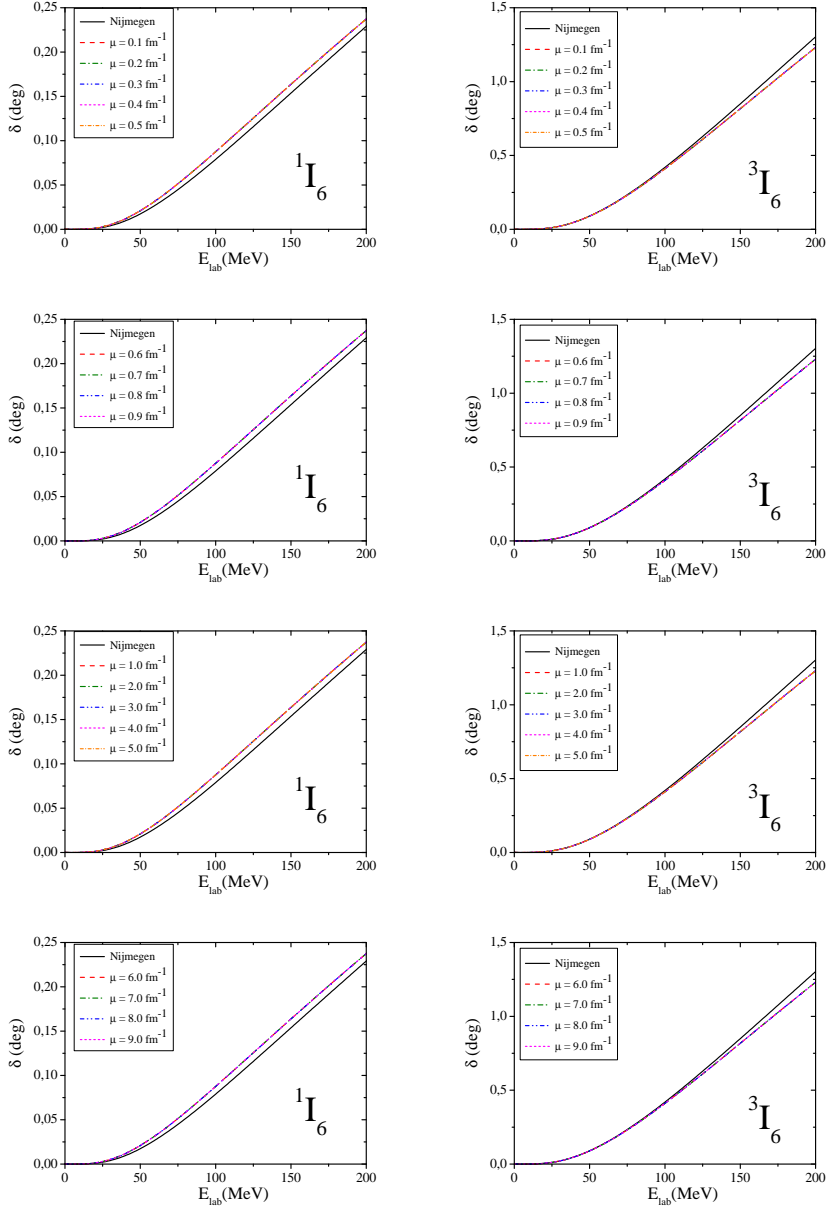 0,25
0,20
0,15
0,10
0,05
0,00
δ (deg)
Nijmegen
μ = 0.1 fm⁻¹
μ = 0.2 fm⁻¹
μ = 0.3 fm⁻¹
μ = 0.4 fm⁻¹
μ = 0.5 fm⁻¹
¹I₆
0 50 100 150 200
E_lab(MeV)
1,5
1,0
0,5
0,0
δ (deg)
Nijmegen
μ = 0.1 fm⁻¹
μ = 0.2 fm⁻¹
μ = 0.3 fm⁻¹
μ = 0.4 fm⁻¹
μ = 0.5 fm⁻¹
³I₆
0 50 100 150 200
E_lab(MeV)
0,25
0,20
0,15
0,10
0,05
0,00
δ (deg)
Nijmegen
μ = 0.6 fm⁻¹
μ = 0.7 fm⁻¹
μ = 0.8 fm⁻¹
μ = 0.9 fm⁻¹
¹I₆
0 50 100 150 200
E_lab(MeV)
1,5
1,0
0,5
0,0
δ (deg)
Nijmegen
μ = 0.6 fm⁻¹
μ = 0.7 fm⁻¹
μ = 0.8 fm⁻¹
μ = 0.9 fm⁻¹
³I₆
0 50 100 150 200
E_lab(MeV)
0,25
0,20
0,15
0,10
0,05
0,00
δ (deg)
Nijmegen
μ = 1.0 fm⁻¹
μ = 2.0 fm⁻¹
μ = 3.0 fm⁻¹
μ = 4.0 fm⁻¹
μ = 5.0 fm⁻¹
¹I₆
0 50 100 150 200
E_lab(MeV)
1,5
1,0
0,5
0,0
δ (deg)
Nijmegen
μ = 1.0 fm⁻¹
μ = 2.0 fm⁻¹
μ = 3.0 fm⁻¹
μ = 4.0 fm⁻¹
μ = 5.0 fm⁻¹
³I₆
0 50 100 150 200
E_lab(MeV)
0,25
0,20
0,15
0,10
0,05
0,00
δ (deg)
Nijmegen
μ = 6.0 fm⁻¹
μ = 7.0 fm⁻¹
μ = 8.0 fm⁻¹
μ = 9.0 fm⁻¹
¹I₆
0 50 100 150 200
E_lab(MeV)
1,5
1,0
0,5
0,0
δ (deg)
Nijmegen
μ = 6.0 fm⁻¹
μ = 7.0 fm⁻¹
μ = 8.0 fm⁻¹
μ = 9.0 fm⁻¹
³I₆
0 50 100 150 200
E_lab(MeV)